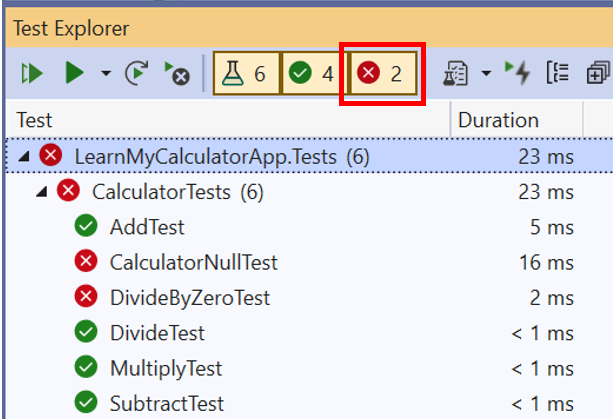 Test Explorer
6 4 2
Test Duration
LearnMyCalculatorApp.Tests (6) 23 ms
CalculatorTests (6) 23 ms
AddTest 5 ms
CalculatorNullTest 16 ms
DivideByZeroTest 2 ms
DivideTest < 1 ms
MultiplyTest < 1 ms
SubtractTest < 1 ms